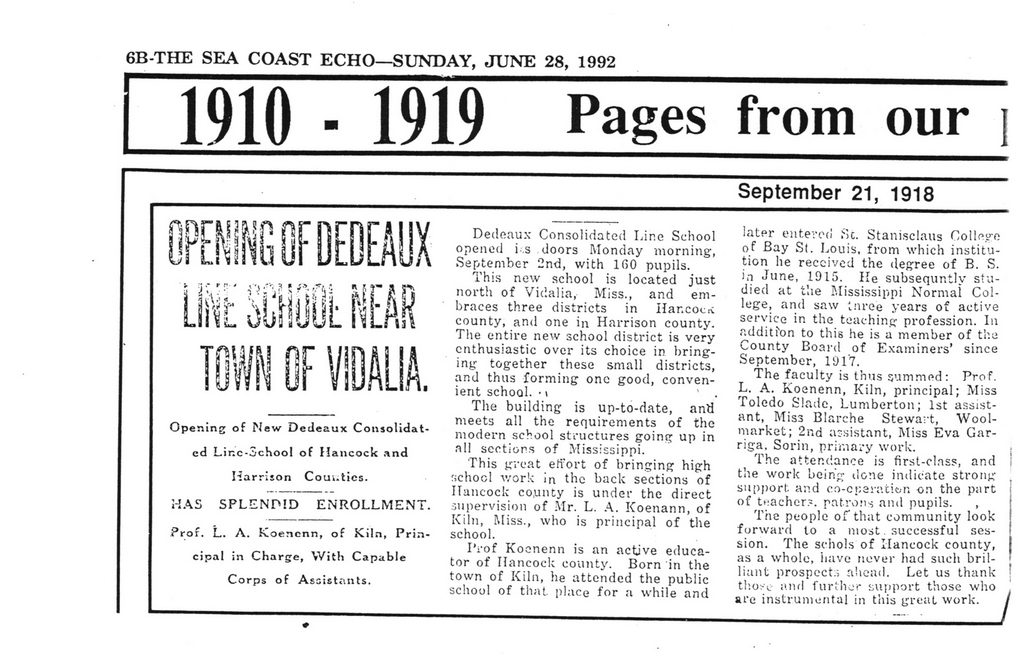 6B-THE SEA COAST ECHO—SUNDAY, JUNE 28, 1992
1910 - 1919 Pages from our
September 21, 1918
OPENING OF DEDEAUX
LINE SCHOOL NEAR
TOWN OF VIDALIA.
Opening of New Dedeaux Consolidat-
ed Line-School of Hancock and
Harrison Counties.
HAS SPLENDID ENROLLMENT.
Prof. L. A. Koenenn, of Kiln, Prin-
cipal in Charge, With Capable
Corps of Assistants.
Dedeaux Consolidated Line School
opened its doors Monday morning,
September 2nd, with 160 pupils.
This new school is located just
north of Vidalia, Miss., and em-
braces three districts in Hancock
county, and one in Harrison county.
The entire new school district is very
enthusiastic over its choice in bring-
ing together these small districts,
and thus forming one good, conven-
ient school.
The building is up-to-date, and
meets all the requirements of the
modern school structures going up in
all sections of Mississippi.
This great effort of bringing high
school work in the back sections of
Hancock county is under the direct
supervision of Mr. L. A. Koenann, of
Kiln, Miss., who is principal of the
school.
Prof Koenenn is an active educa-
tor of Hancock county. Born in the
town of Kiln, he attended the public
school of that place for a while and
later entered St. Stanisclaus College
of Bay St. Louis, from which institu-
tion he received the degree of B. S.
in June, 1915. He subsequntly stu-
died at the Mississippi Normal Col-
lege, and saw three years of active
service in the teaching profession. In
addition to this he is a member of the
County Board of Examiners' since
September, 1917.
The faculty is thus summed: Prof.
L. A. Koenenn, Kiln, principal; Miss
Toledo Slade, Lumberton; 1st assist-
ant, Miss Blarche Stewart, Wool-
market; 2nd assistant, Miss Eva Gar-
riga, Sorin, primary work.
The attendance is first-class, and
the work being done indicate strong
support and co-operation on the part
of teachers, patrons and pupils.
The people of that community look
forward to a most successful ses-
sion. The schols of Hancock county,
as a whole, have never had such bril-
liant prospects ahead. Let us thank
those and further support those who
are instrumental in this great work.